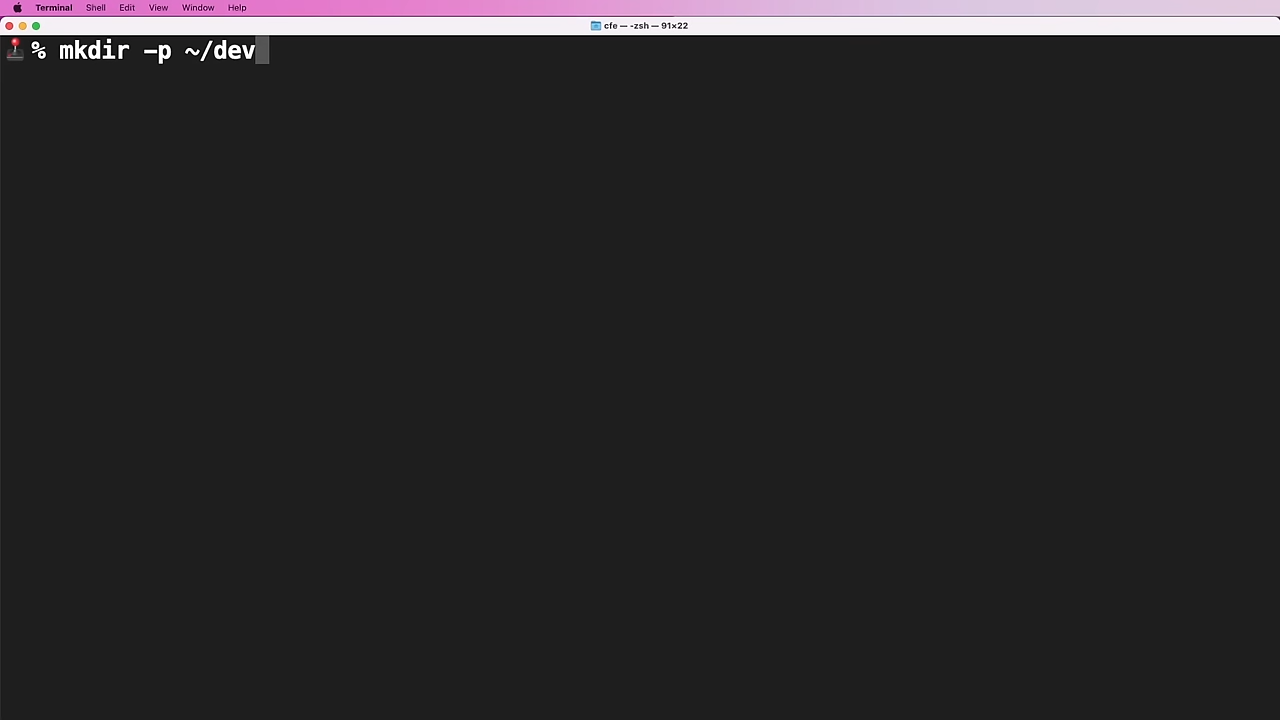 Terminal Shell Edit View Window Help
cfe — -zsh — 91×22
% mkdir -p ~/dev